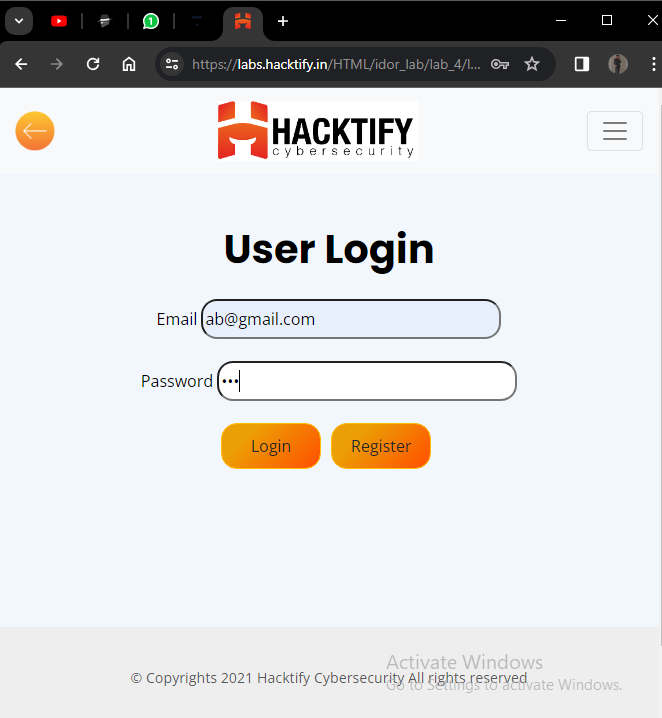 1
https://labs.hacktify.in/HTML/idor_lab/lab_4/l...
HACKTIFY
cybersecurity
User Login
Email ab@gmail.com
Password •••
Login Register
Activate Windows
© Copyrights 2021 Hacktify Cybersecurity All rights reserved
Go to Settings to activate Windows.